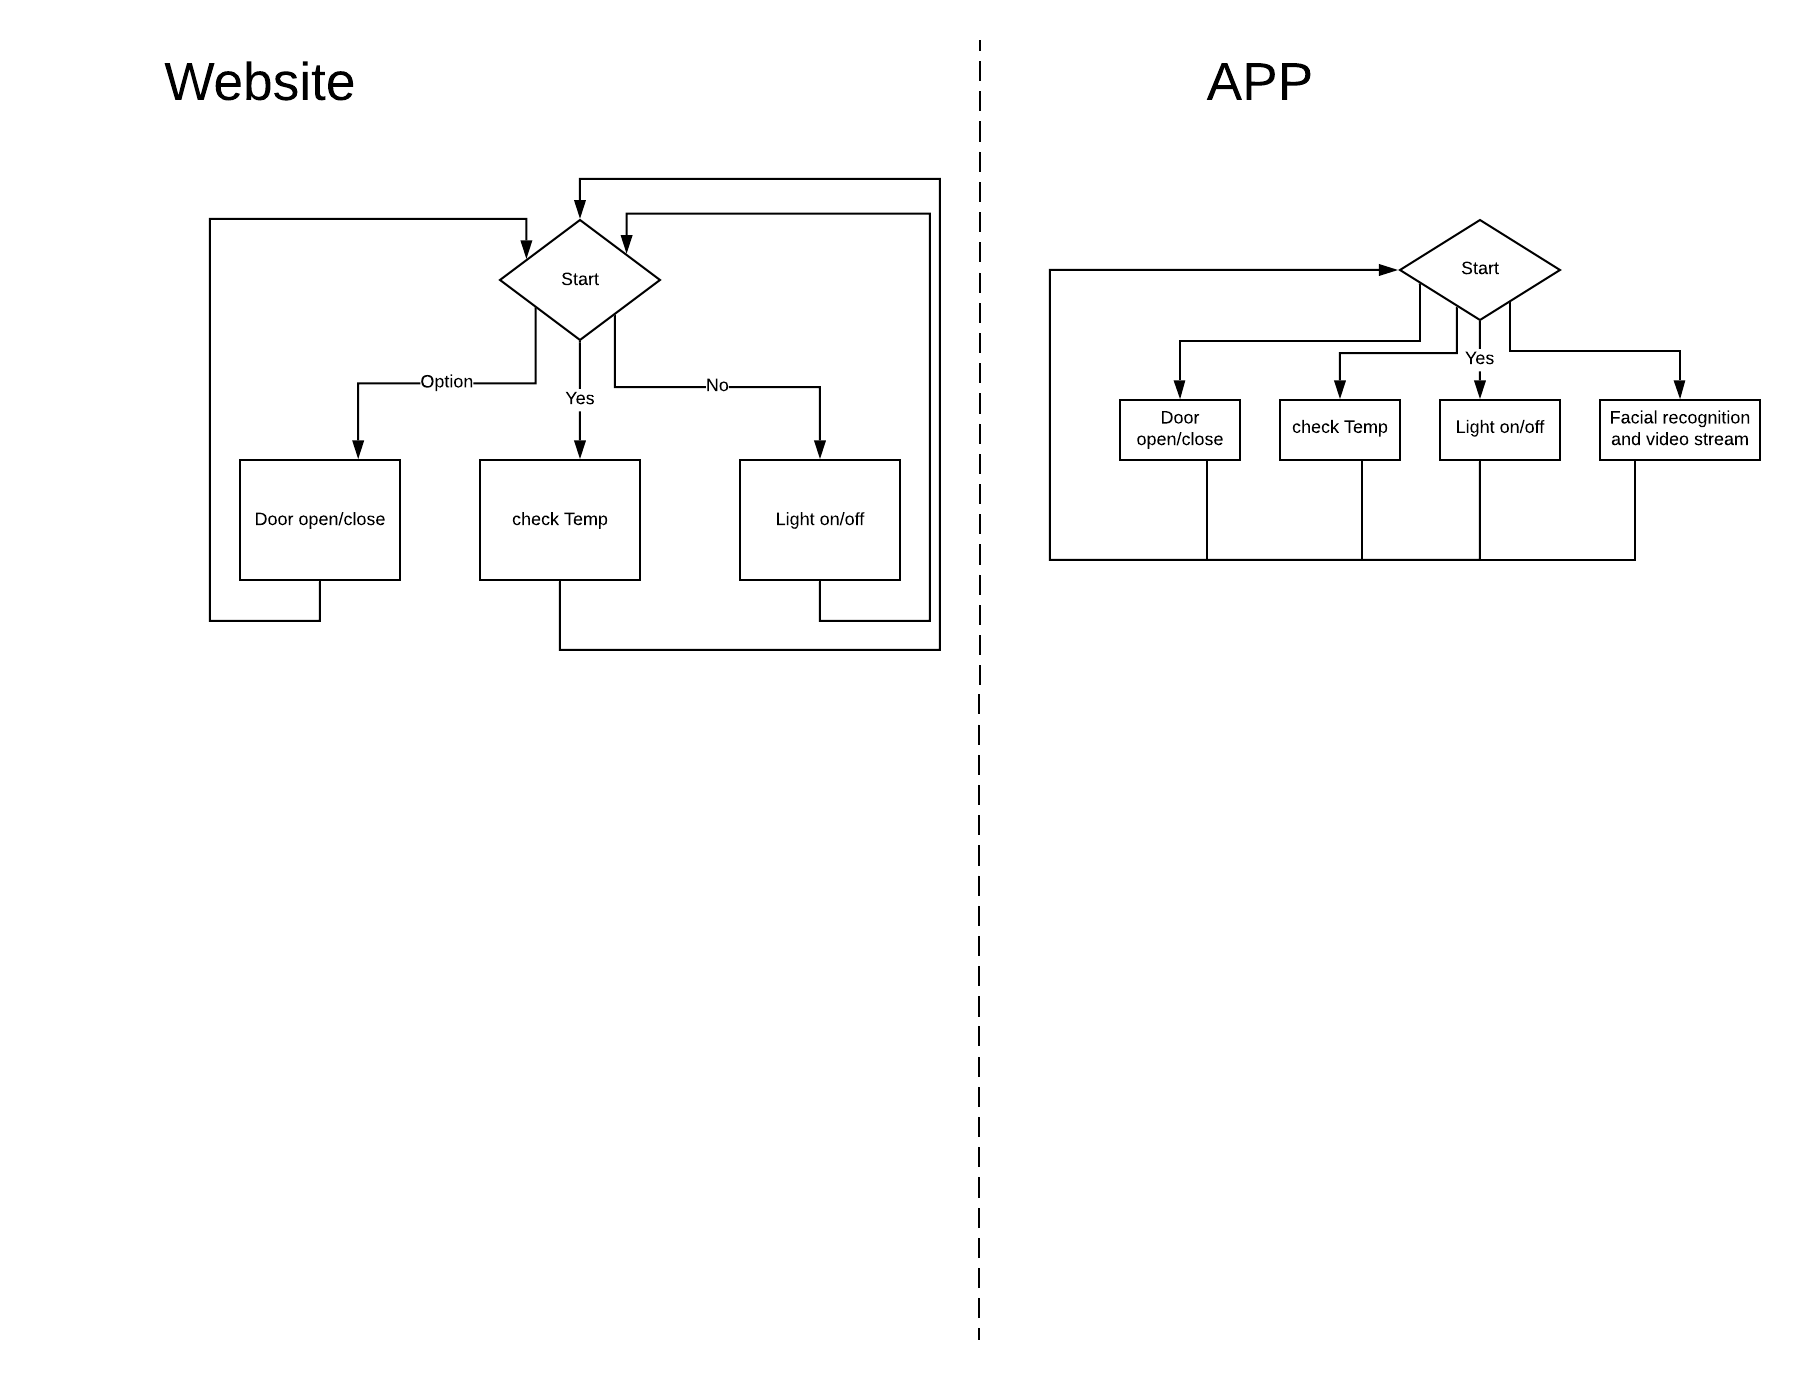 Website
Start
Option
Yes
No
Door open/close
check Temp
Light on/off
APP
Start
Yes
Door
open/close
check Temp
Light on/off
Facial recognition
and video stream